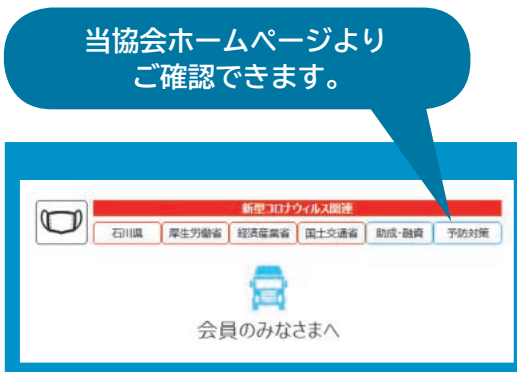 当協会ホームページより
ご確認できます。
新型コロナウィルス関連
石川県 厚生労働省 経済産業省 国土交通省 助成・融資 予防対策
会員のみなさまへ